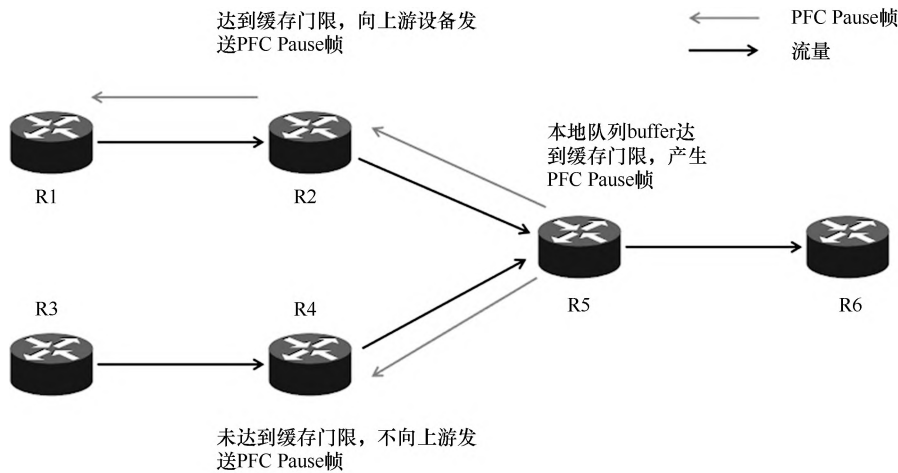 达到缓存门限，向上游设备发
送PFC Pause帧
PFC Pause帧
流量
本地队列buffer达
到缓存门限，产生
PFC Pause帧
R1
R2
R3
R4
R5
R6
未达到缓存门限，不向上游发
送PFC Pause帧